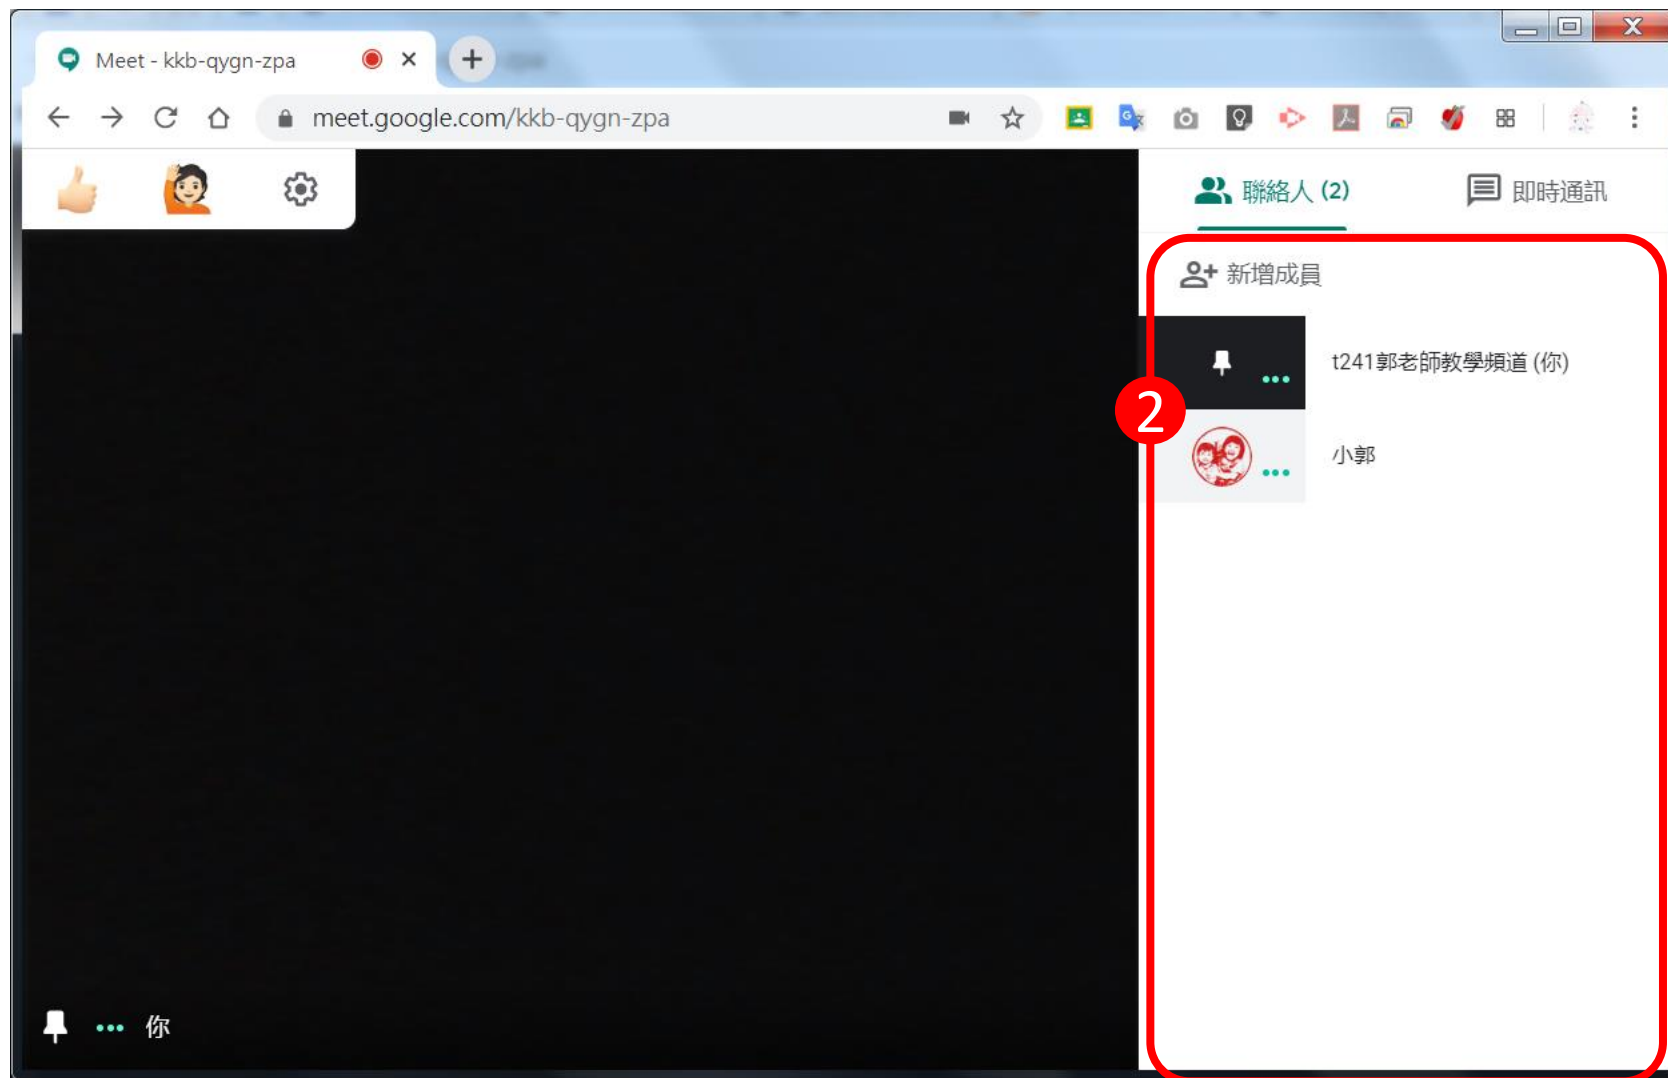 Meet - kkb-qygn-zpa
meet.google.com/kkb-qygn-zpa
聯絡人 (2)
即時通訊
新增成員
t241郭老師教學頻道 (你)
2
小郭
你